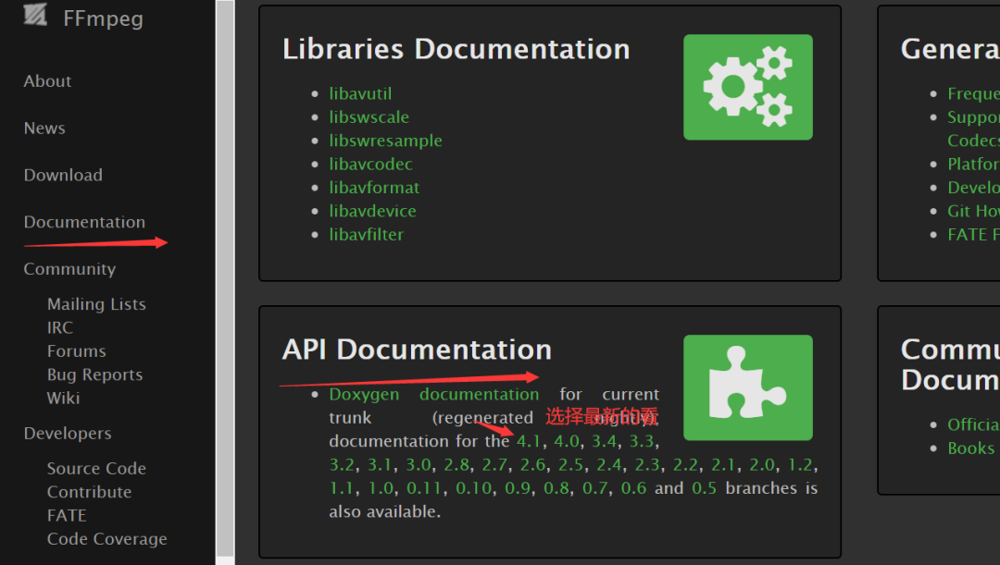 FFmpeg
About
News
Download
Documentation
Community
Mailing Lists
IRC
Forums
Bug Reports
Wiki
Developers
Source Code
Contribute
FATE
Code Coverage
Libraries Documentation
libavutil
libswscale
libswresample
libavcodec
libavformat
libavdevice
libavfilter
API Documentation
Doxygen documentation for current
trunk (regenerated
选择最新的看
documentation for the 4.1, 4.0, 3.4, 3.3,
3.2, 3.1, 3.0, 2.8, 2.7, 2.6, 2.5, 2.4, 2.3, 2.2, 2.1, 2.0, 1.2,
1.1, 1.0, 0.11, 0.10, 0.9, 0.8, 0.7, 0.6 and 0.5 branches is
also available.
Genera
Freque
Suppor
Codecs
Platfor
Develo
Git How
FATE F
Commu
Docum
Officia
Books